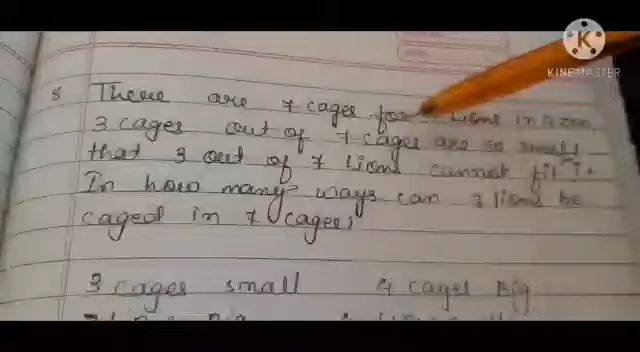 K
KINEMASTER
8 There are 7 cages for lions in a zoo.
3 cages out of 7 cages are so small
that 3 out of 7 lions cannot fit
In how many ways can 7 lions be
caged in 7 cages,
3 cages small 4 cages Big